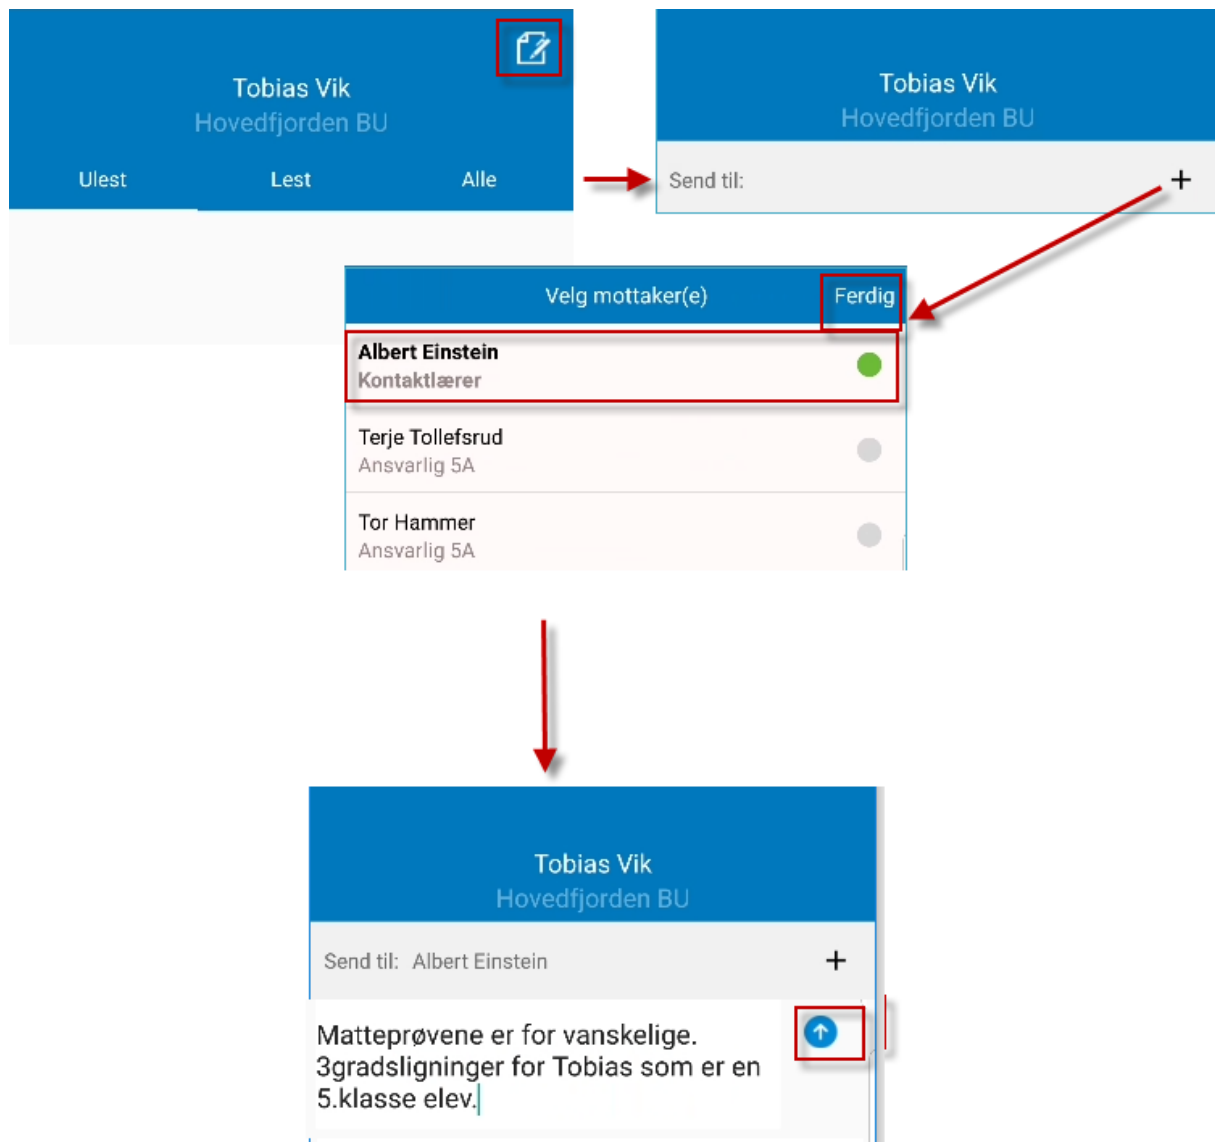 Tobias Vik
Hovedfjorden BU
Ulest Lest Alle
Tobias Vik
Hovedfjorden BU
Send til: +
Velg mottaker(e) Ferdig
Albert Einstein
Kontaktlærer
Terje Tollefsrud
Ansvarlig 5A
Tor Hammer
Ansvarlig 5A
Tobias Vik
Hovedfjorden BU
Send til: Albert Einstein +
Matteprøvene er for vanskelige.
3gradsligninger for Tobias som er en
5.klasse elev.